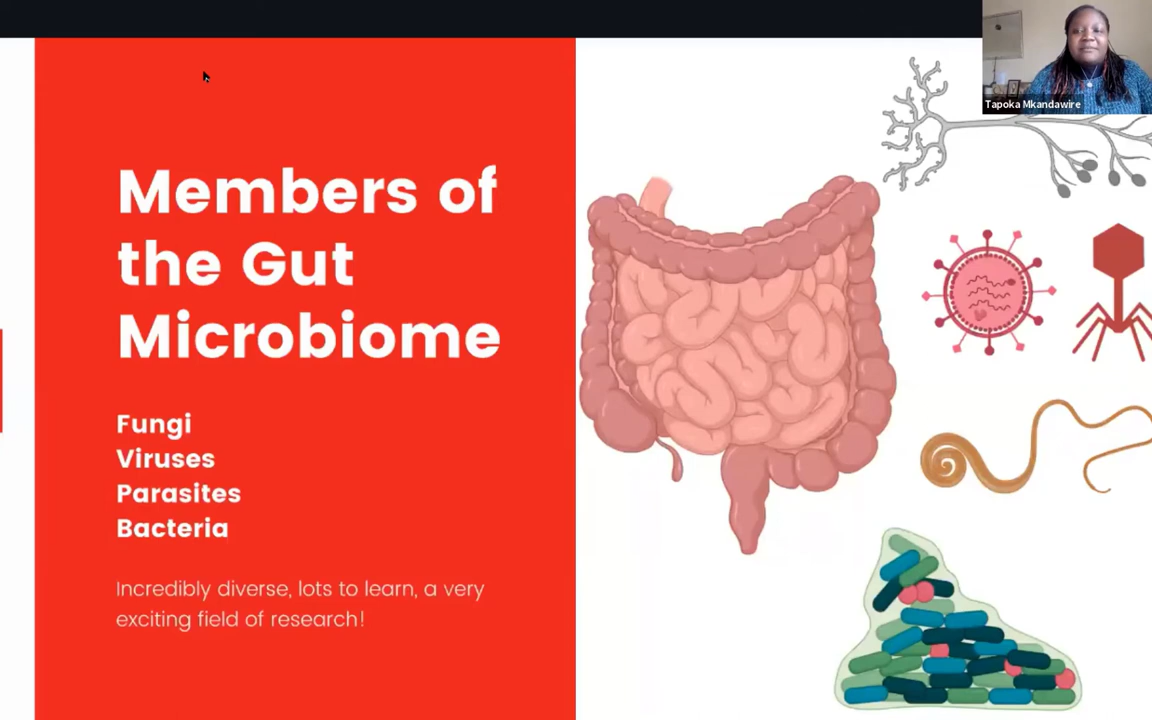 Tapoka Mkandawire
Members of
the Gut
Microbiome
Fungi
Viruses
Parasites
Bacteria
Incredibly diverse, lots to learn, a very
exciting field of research!